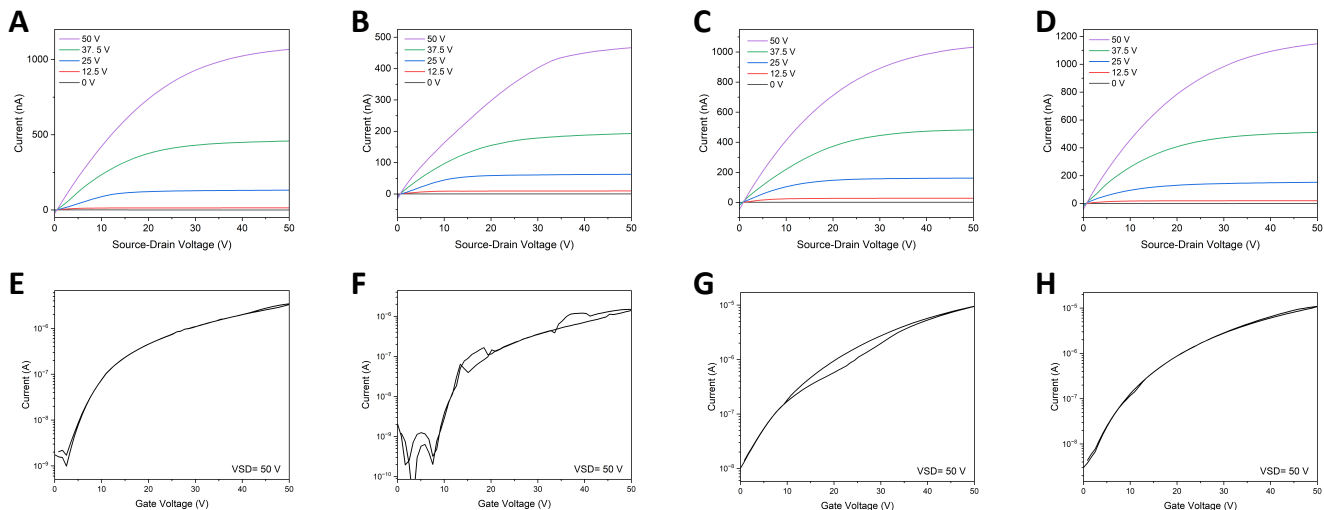 A
50 V
37. 5 V
25 V
12.5 V
0 V
1000
500
0
Current (nA)
0
10
20
30
40
50
Source-Drain Voltage (V)
B
50 V
37.5 V
25 V
12.5 V
0 V
500
450
400
350
300
250
200
150
100
50
0
Current (nA)
0
10
20
30
40
50
Source-Drain Voltage (V)
C
50 V
37.5 V
25 V
12.5 V
0 V
1000
800
600
400
200
0
Current (nA)
0
10
20
30
40
50
Source-Drain Voltage (V)
D
50 V
37.5 V
25 V
12.5 V
0 V
1200
1000
800
600
400
200
0
Current (nA)
0
10
20
30
40
50
Source-Drain Voltage (V)
E
10⁻⁶
10⁻⁷
10⁻⁸
10⁻⁹
Current (A)
VSD= 50 V
0
10
20
30
40
50
Gate Voltage (V)
F
10⁻⁶
10⁻⁷
10⁻⁸
10⁻⁹
10⁻¹⁰
Current (A)
VSD= 50 V
0
10
20
30
40
50
Gate Voltage (V)
G
10⁻⁵
10⁻⁶
10⁻⁷
10⁻⁸
Current (A)
VSD= 50 V
0
10
20
30
40
50
Gate Voltage (V)
H
10⁻⁵
10⁻⁶
10⁻⁷
10⁻⁸
Current (A)
VSD= 50 V
0
10
20
30
40
50
Gate Voltage (V)